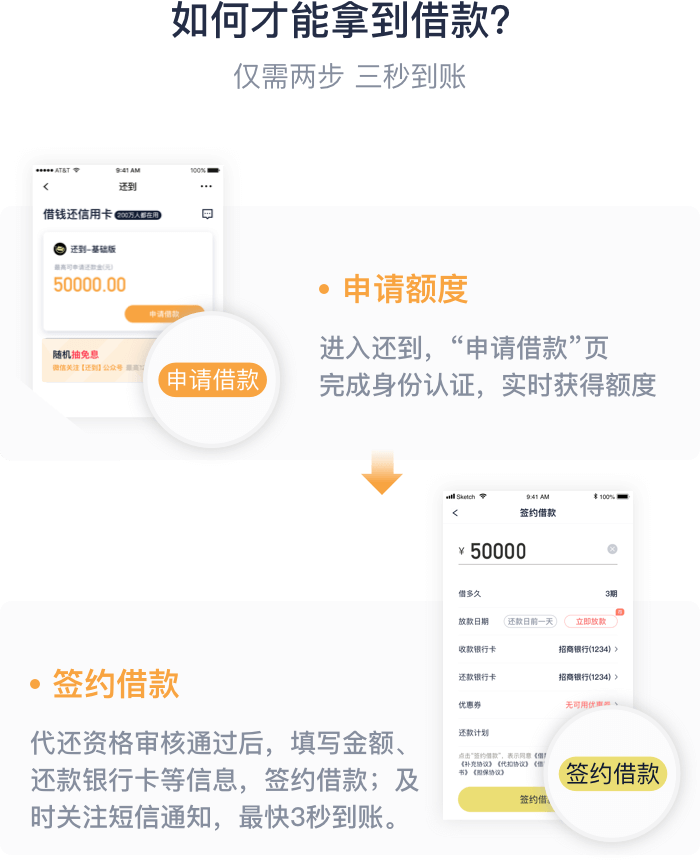 如何才能拿到借款?
仅需两步 三秒到账
AT&T 9:41 AM 100%
还到
借钱还信用卡 200万人都在用
还到-基础版
最高可申请还款金(元)
50000.00
申请借款
随机抽免息
微信关注【还到】公众号
申请借款
申请额度
进入还到，“申请借款”页
完成身份认证，实时获得额度
Sketch 9:41 AM 100%
签约借款
¥ 50000
借多久 3期
放款日期 还款日前一天 立即放款
收款银行卡 招商银行(1234)
还款银行卡 招商银行(1234)
优惠券 无可用优惠券
还款计划
点击“签约借款”，表示同意《借
《补充协议》《代扣协议》《借
书》《担保协议》
签约借
签约借款
签约借款
代还资格审核通过后，填写金额、
还款银行卡等信息，签约借款；及
时关注短信通知，最快3秒到账。